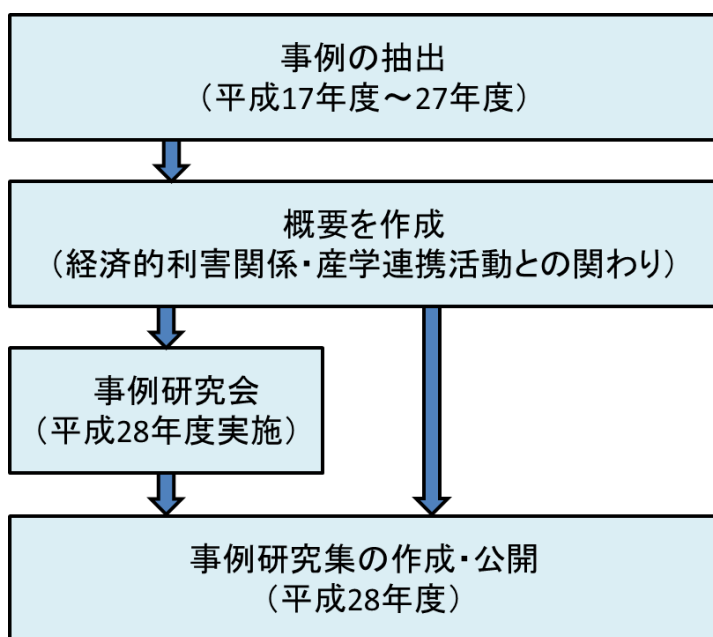 事例の抽出
（平成17年度～27年度）
概要を作成
（経済的利害関係・産学連携活動との関わり）
事例研究会
（平成28年度実施）
事例研究集の作成・公開
（平成28年度）